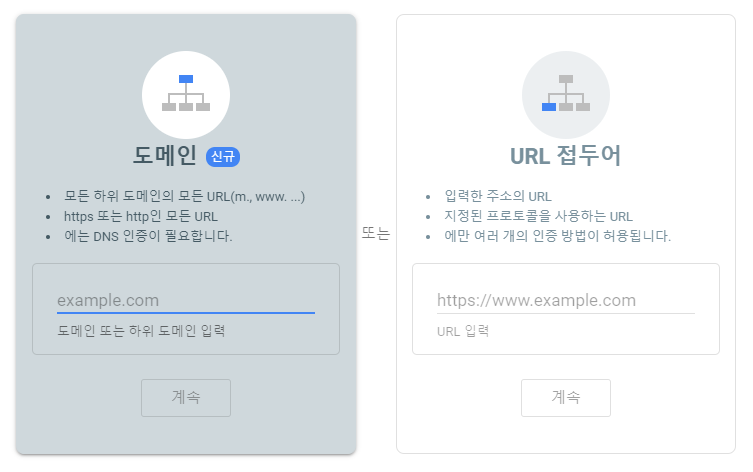 도메인 신규
모든 하위 도메인의 모든 URL(m., www. ...)
https 또는 http인 모든 URL
에는 DNS 인증이 필요합니다.
example.com
도메인 또는 하위 도메인 입력
계속
또는
URL 접두어
입력한 주소의 URL
지정된 프로토콜을 사용하는 URL
에만 여러 개의 인증 방법이 허용됩니다.
https://www.example.com
URL 입력
계속